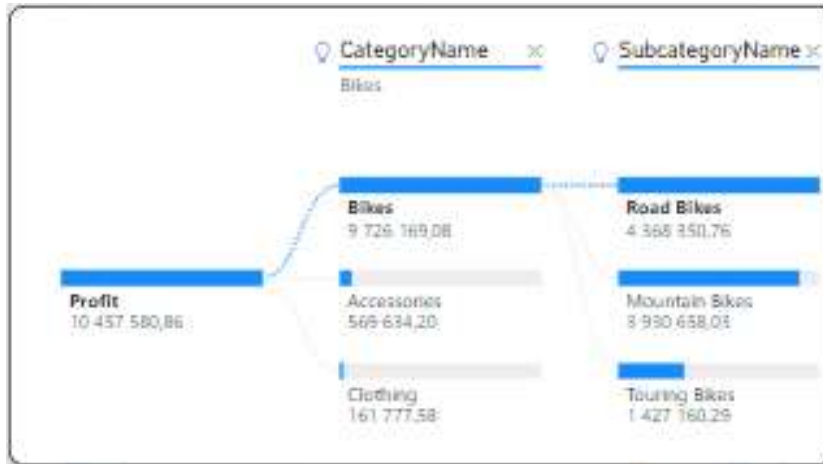 CategoryName
SubcategoryName
Bikes
Bikes
9 726 169,08
Road Bikes
4 368 350,76
Profit
10 457 580,86
Accessories
569 634,20
Mountain Bikes
3 930 658,03
Clothing
161 777,58
Touring Bikes
1 427 160,29